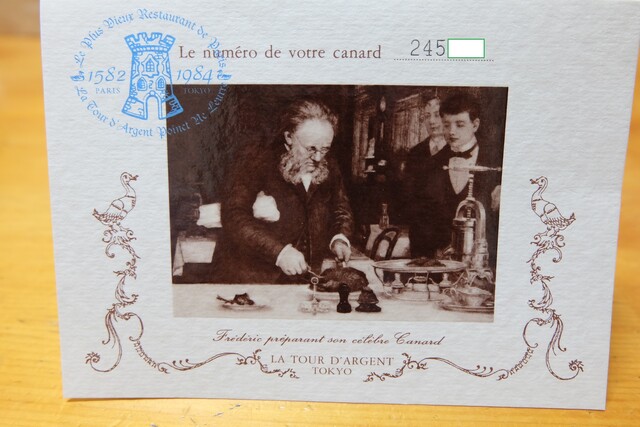 Le Plus Vieux Restaurant de Paris
1582 1984
PARIS TOKYO
La Tour d'Argent
Le numéro de votre canard 245
Frédéric préparant son célèbre Canard
LA TOUR D'ARGENT
TOKYO